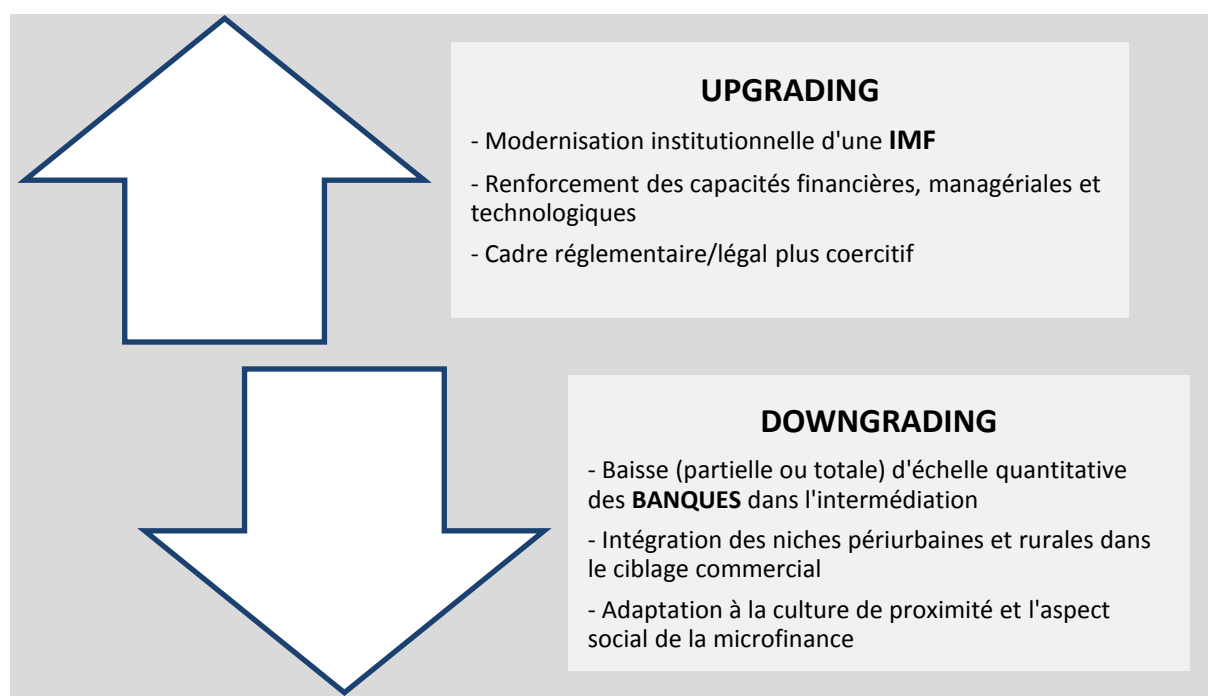 UPGRADING
- Modernisation institutionnelle d'une IMF
- Renforcement des capacités financières, managériales et
technologiques
- Cadre réglementaire/légal plus coercitif
DOWNGRADING
- Baisse (partielle ou totale) d'échelle quantitative
des BANQUES dans l'intermédiation
- Intégration des niches périurbaines et rurales dans
le ciblage commercial
- Adaptation à la culture de proximité et l'aspect
social de la microfinance